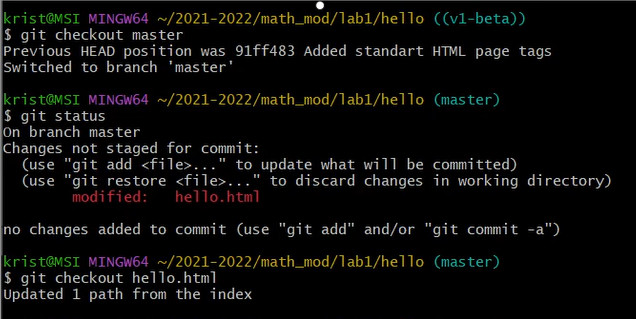 krist@MSI MINGW64 ~/2021-2022/math_mod/lab1/hello ((v1-beta))
$ git checkout master
Previous HEAD position was 91ff483 Added standart HTML page tags
Switched to branch 'master'
krist@MSI MINGW64 ~/2021-2022/math_mod/lab1/hello (master)
$ git status
On branch master
Changes not staged for commit:
  (use "git add <file>..." to update what will be committed)
  (use "git restore <file>..." to discard changes in working directory)
        modified:   hello.html
no changes added to commit (use "git add" and/or "git commit -a")
krist@MSI MINGW64 ~/2021-2022/math_mod/lab1/hello (master)
$ git checkout hello.html
Updated 1 path from the index